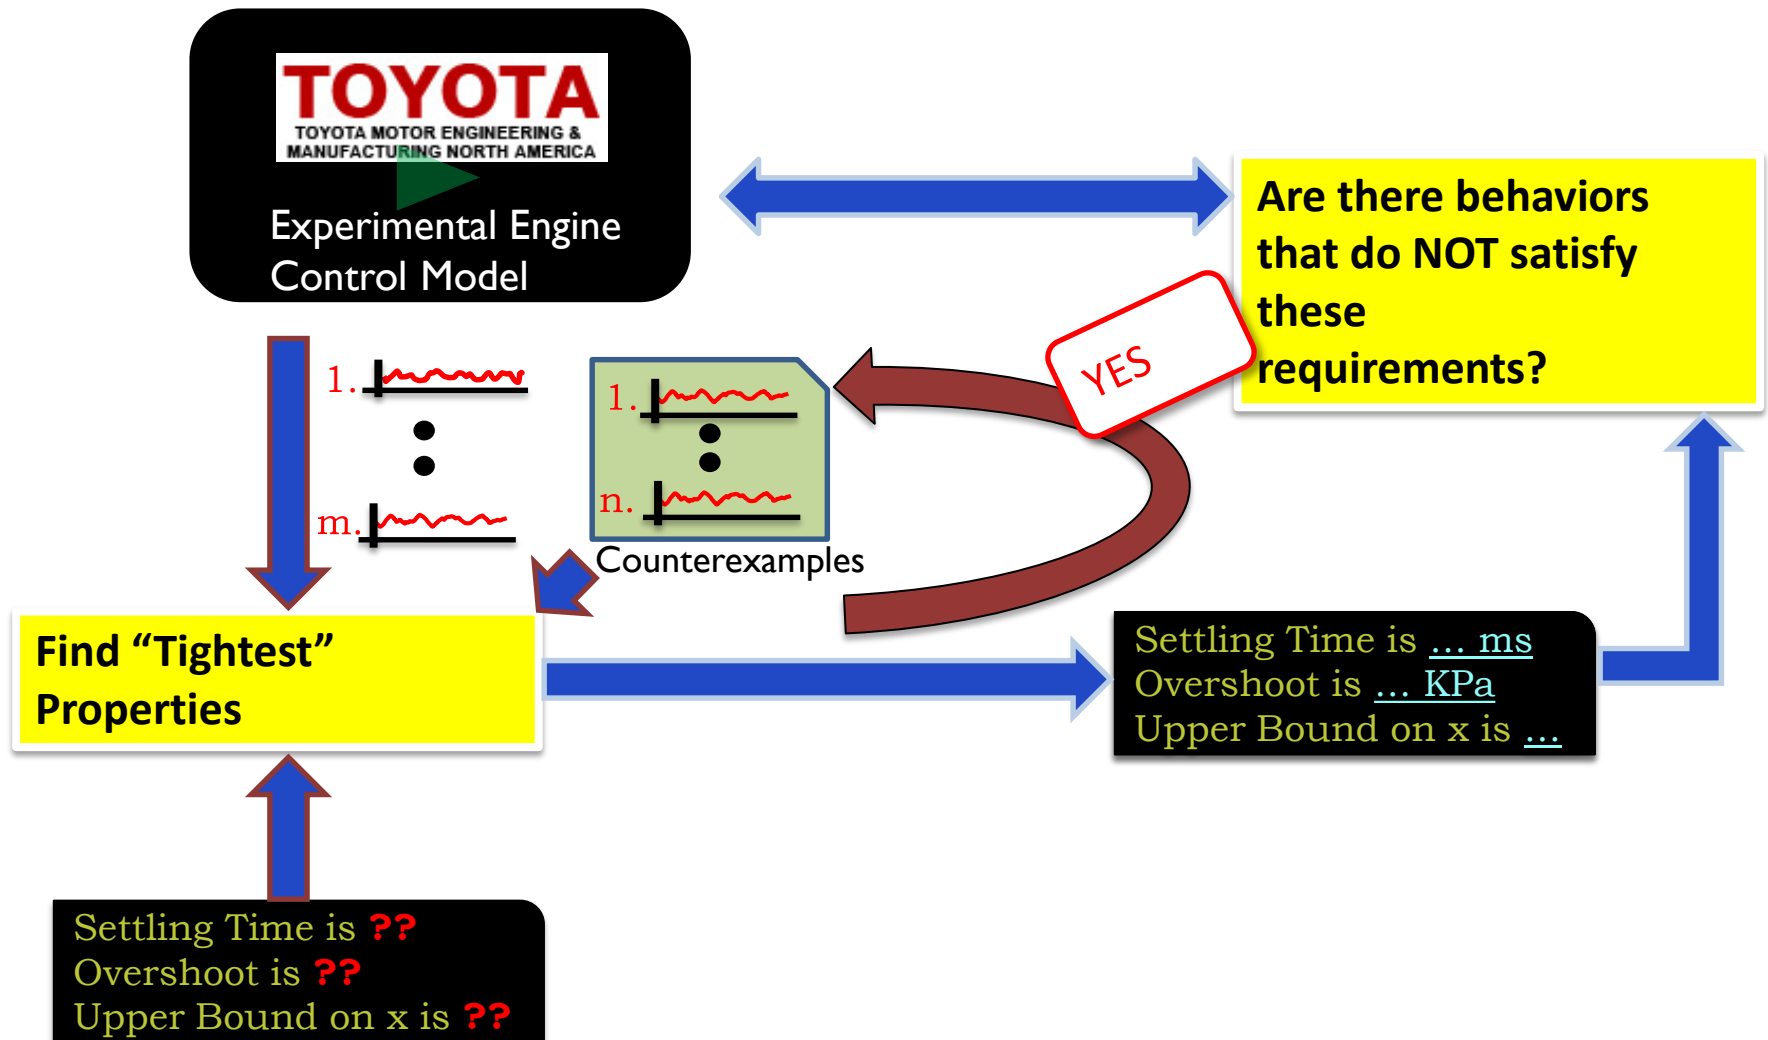 TOYOTA
TOYOTA MOTOR ENGINEERING &
MANUFACTURING NORTH AMERICA
Experimental Engine
Control Model
Are there behaviors
that do NOT satisfy
these
requirements?
YES
1.
m.
1.
n.
Counterexamples
Find “Tightest”
Properties
Settling Time is ... ms
Overshoot is ... KPa
Upper Bound on x is ...
Settling Time is ??
Overshoot is ??
Upper Bound on x is ??